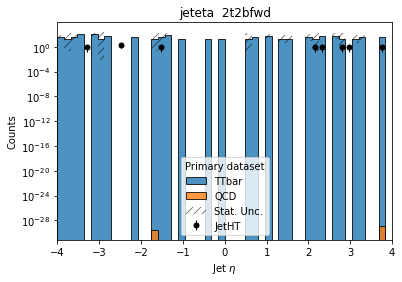 jeteta  2t2bfwd
Counts
10^0
10^-4
10^-8
10^-12
10^-16
10^-20
10^-24
10^-28
Primary dataset
TTbar
QCD
Stat. Unc.
JetHT
−4 −3 −2 −1 0 1 2 3 4
Jet η